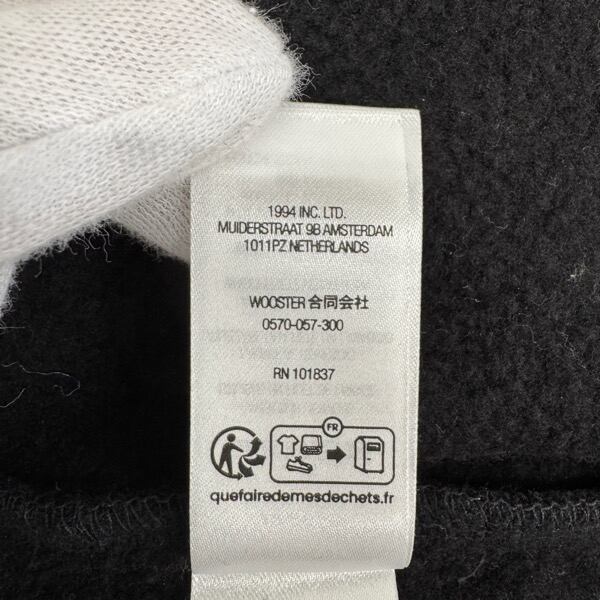 1994 INC. LTD.
MUIDERSTRAAT 9B AMSTERDAM
1011PZ NETHERLANDS
WOOSTER 合同会社
0570-057-300
RN 101837
FR
quefairedemesdechets.fr